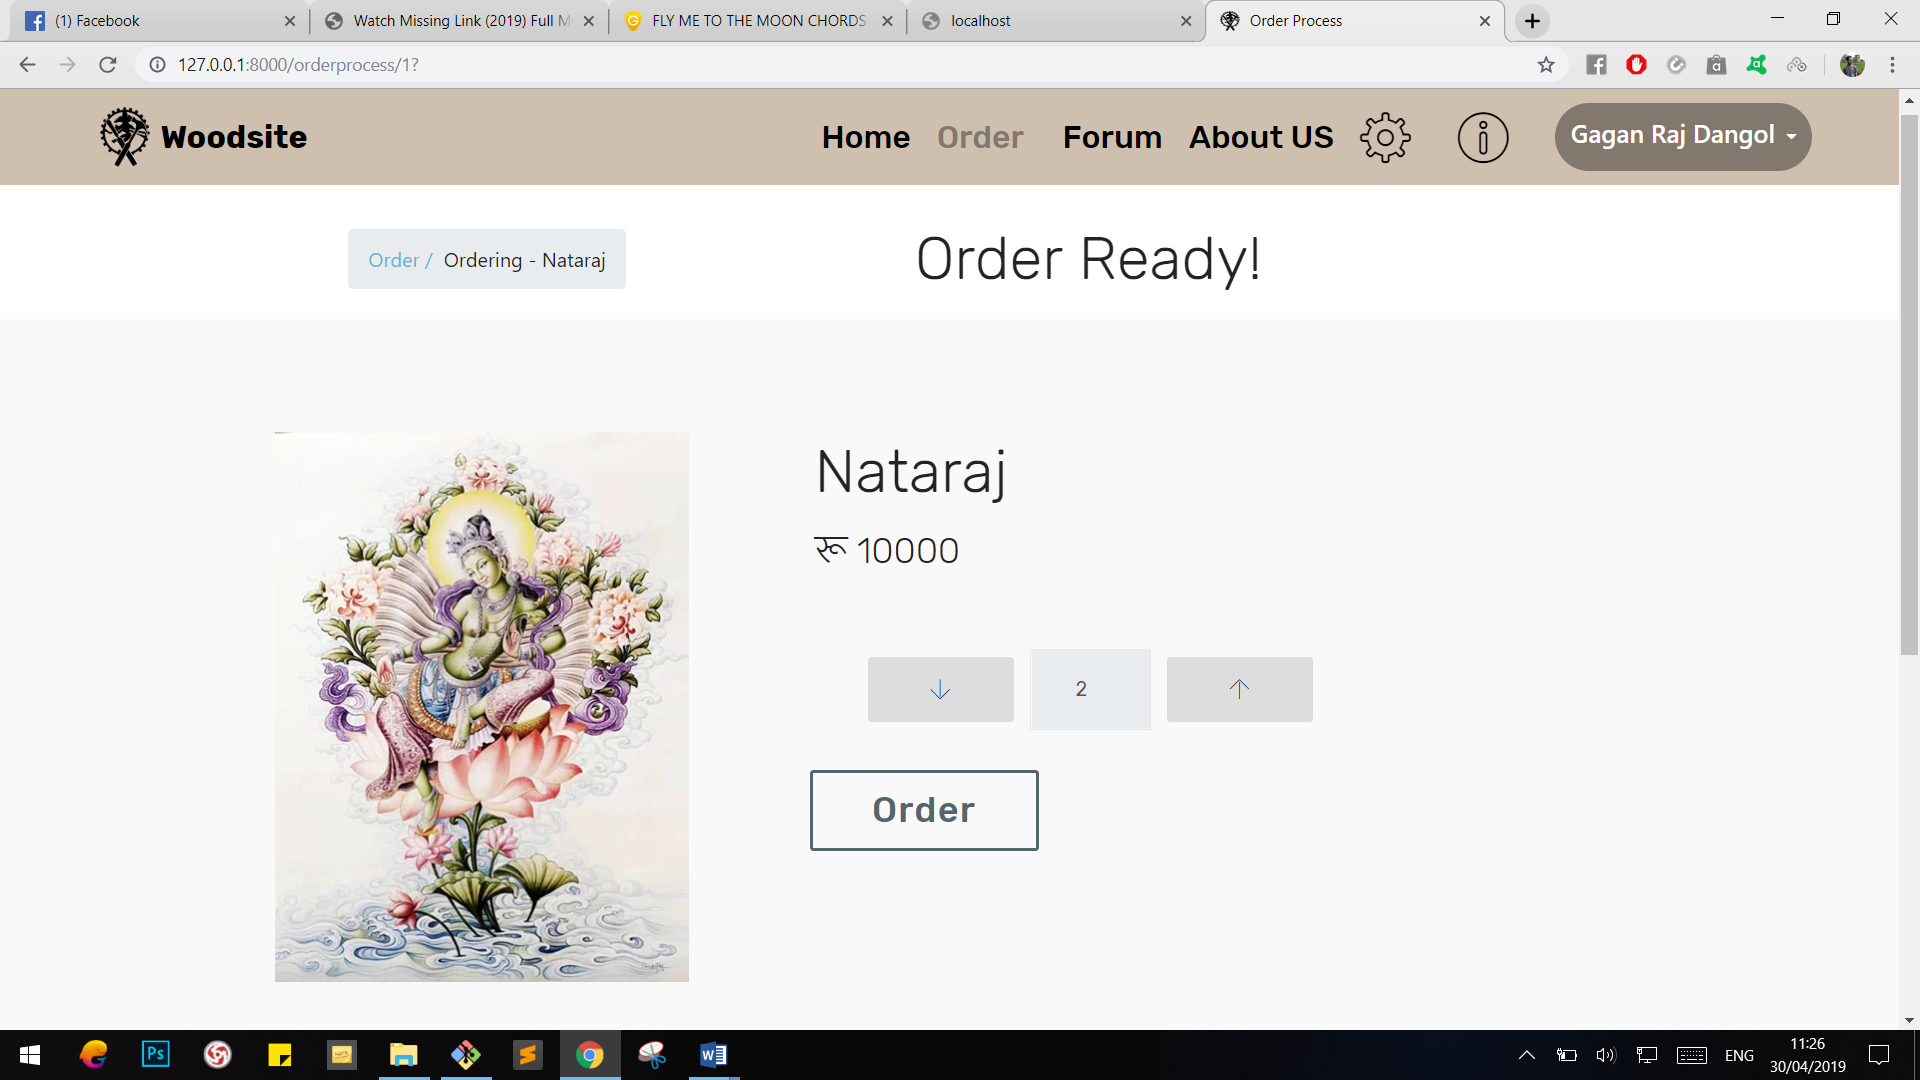 (1) Facebook
Watch Missing Link (2019) Full M
FLY ME TO THE MOON CHORDS
localhost
Order Process
127.0.0.1:8000/orderprocess/1?
Woodsite
Home
Order
Forum
About US
Gagan Raj Dangol
Order / Ordering - Nataraj
Order Ready!
Nataraj
रू 10000
2
Order
Ps
ENG
11:26
30/04/2019